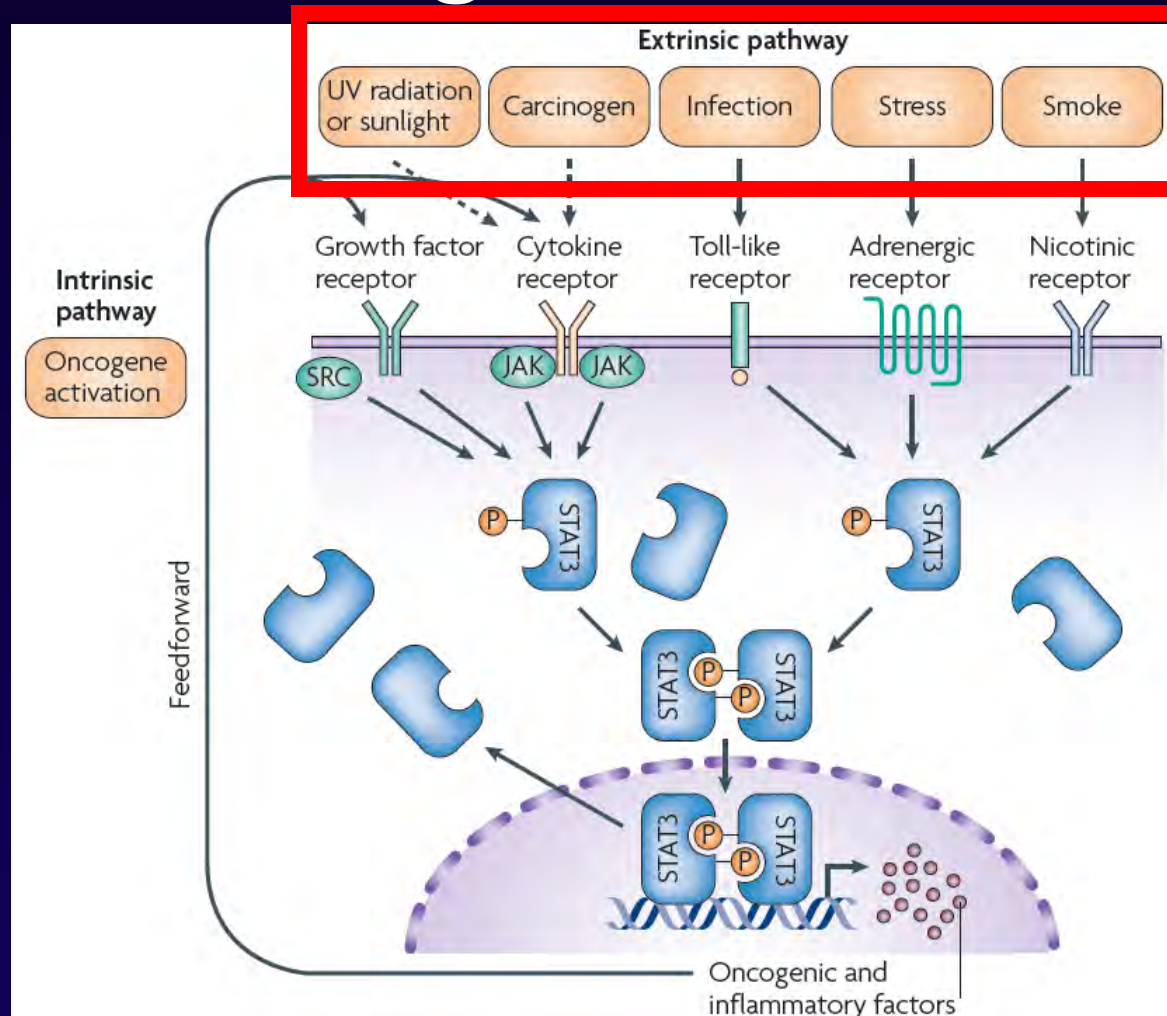 g
Extrinsic pathway
UV radiation
or sunlight
Carcinogen
Infection
Stress
Smoke
Growth factor
receptor
Cytokine
receptor
Toll-like
receptor
Adrenergic
receptor
Nicotinic
receptor
Intrinsic
pathway
Oncogene
activation
SRC
JAK
JAK
P
STAT3
P
STAT3
Feedforward
STAT3
P
P
STAT3
STAT3
P
P
STAT3
Oncogenic and
inflammatory factors